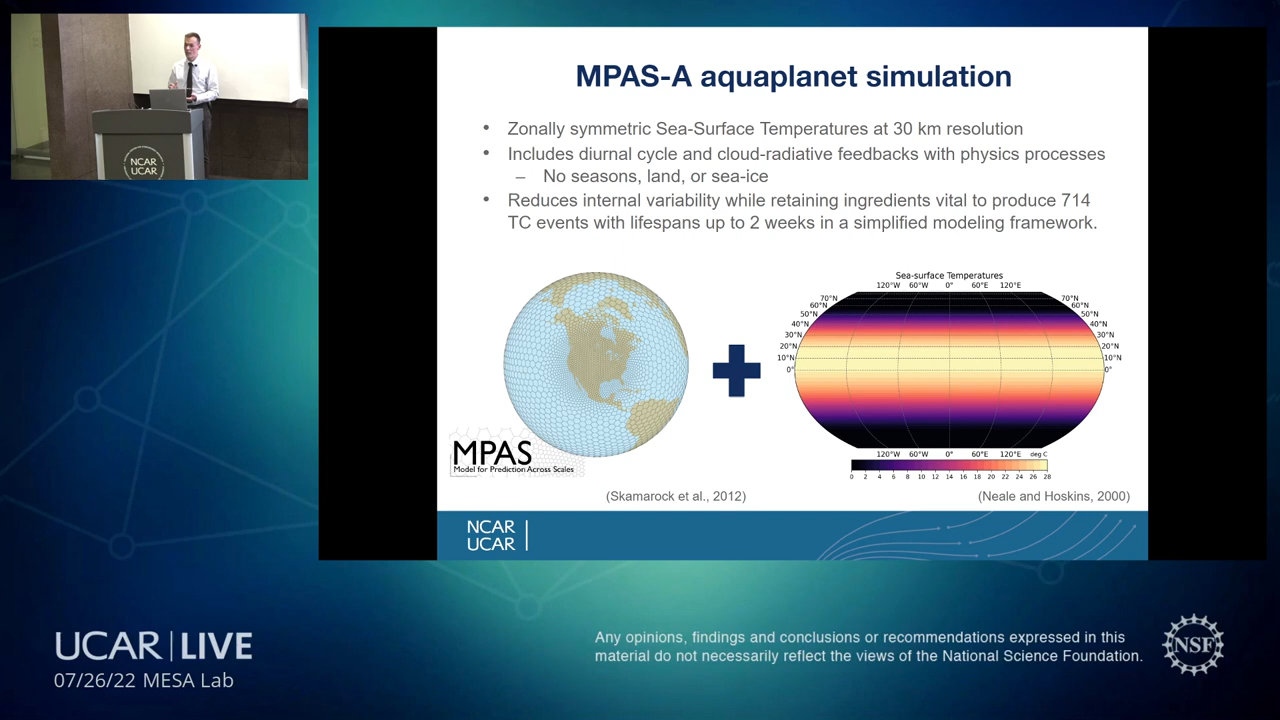 NCAR
UCAR
MPAS-A aquaplanet simulation
• Zonally symmetric Sea-Surface Temperatures at 30 km resolution
• Includes diurnal cycle and cloud-radiative feedbacks with physics processes
– No seasons, land, or sea-ice
• Reduces internal variability while retaining ingredients vital to produce 714
TC events with lifespans up to 2 weeks in a simplified modeling framework.
MPAS
Model for Prediction Across Scales
(Skamarock et al., 2012)
Sea-surface Temperatures
120°W 60°W 0° 60°E 120°E
70°N 70°N
60°N 60°N
50°N 50°N
40°N 40°N
30°N 30°N
20°N 20°N
10°N 10°N
0° 0°
120°W 60°W 0° 60°E 120°E deg C
0 2 4 6 8 10 12 14 16 18 20 22 24 26 28
(Neale and Hoskins, 2000)
NCAR
UCAR
UCAR | LIVE
07/26/22 MESA Lab
Any opinions, findings and conclusions or recommendations expressed in this
material do not necessarily reflect the views of the National Science Foundation.
NSF